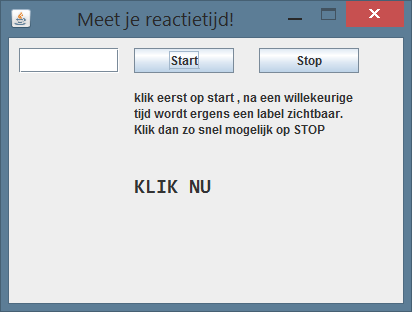 Meet je reactietijd!
Start
Stop
klik eerst op start , na een willekeurige
tijd wordt ergens een label zichtbaar.
Klik dan zo snel mogelijk op STOP
KLIK NU